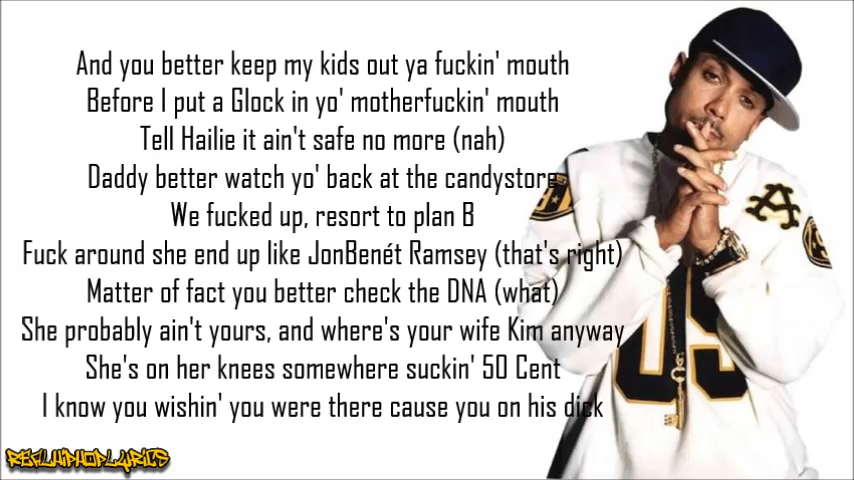 And you better keep my kids out ya fuckin' mouth
Before I put a Glock in yo' motherfuckin' mouth
Tell Hailie it ain't safe no more (nah)
Daddy better watch yo' back at the candystore
We fucked up, resort to plan B
Fuck around she end up like JonBenét Ramsey (that's right)
Matter of fact you better check the DNA (what)
She probably ain't yours, and where's your wife Kim anyway
She's on her knees somewhere suckin' 50 Cent
I know you wishin' you were there cause you on his dick
REALHIPHOPLYRICS